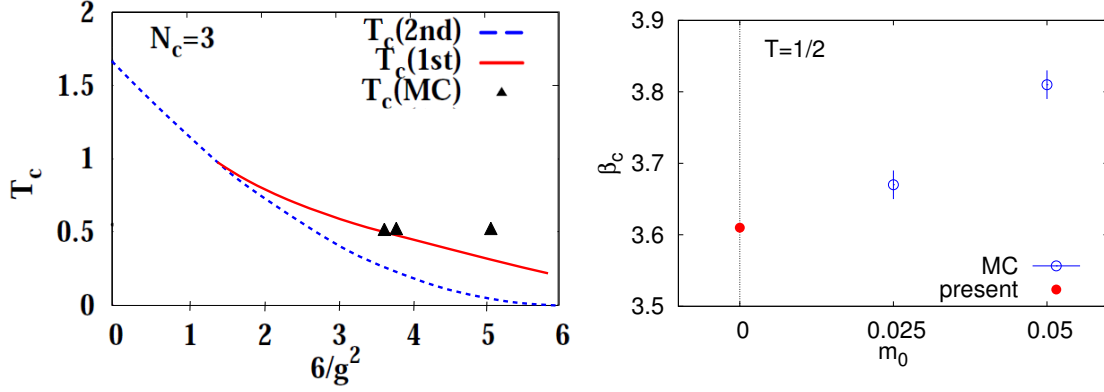 2
1.5
1
0.5
0
T_c
N_c=3
T_c(2nd)
T_c(1st)
T_c(MC)
0 1 2 3 4 5 6
6/g^2
3.9
3.8
3.7
3.6
3.5
β_c
T=1/2
MC
present
0 0.025 0.05
m_0